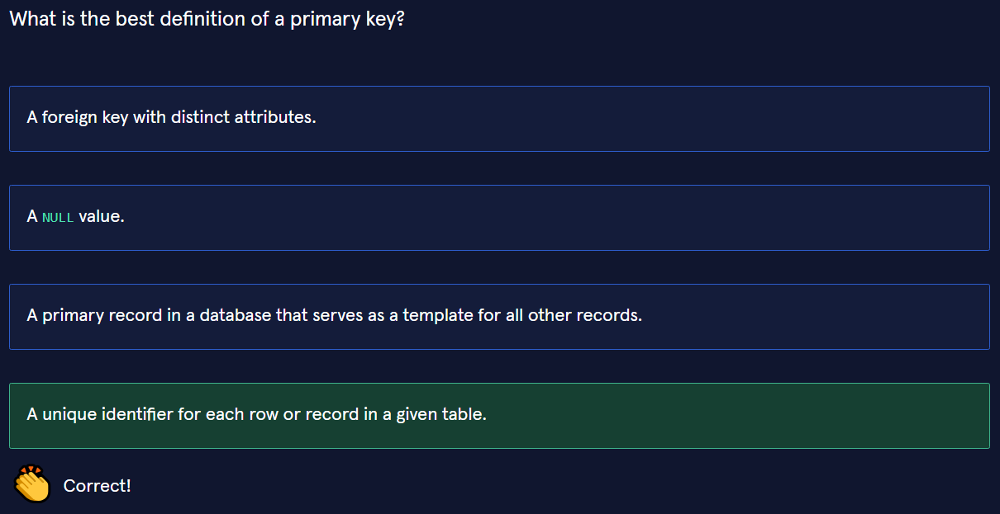 What is the best definition of a primary key?
A foreign key with distinct attributes.
A NULL value.
A primary record in a database that serves as a template for all other records.
A unique identifier for each row or record in a given table.
Correct!